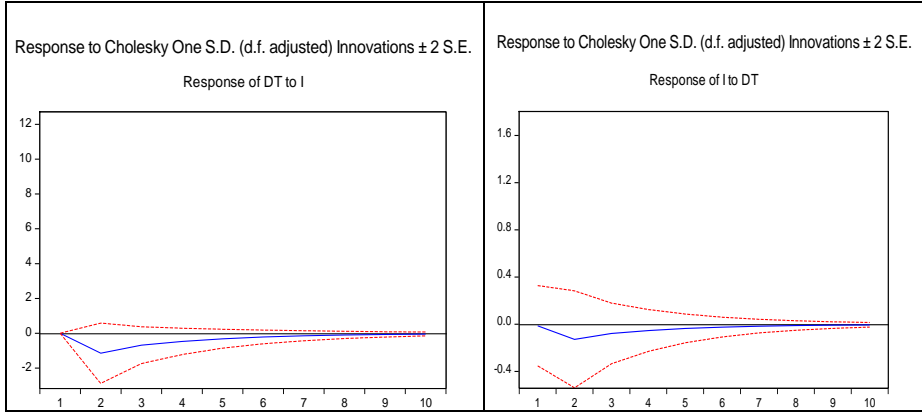 Response to Cholesky One S.D. (d.f. adjusted) Innovations ± 2 S.E.
Response of DT to I
12
10
8
6
4
2
0
-2
1 2 3 4 5 6 7 8 9 10
Response to Cholesky One S.D. (d.f. adjusted) Innovations ± 2 S.E.
Response of I to DT
1.6
1.2
0.8
0.4
0.0
-0.4
1 2 3 4 5 6 7 8 9 10